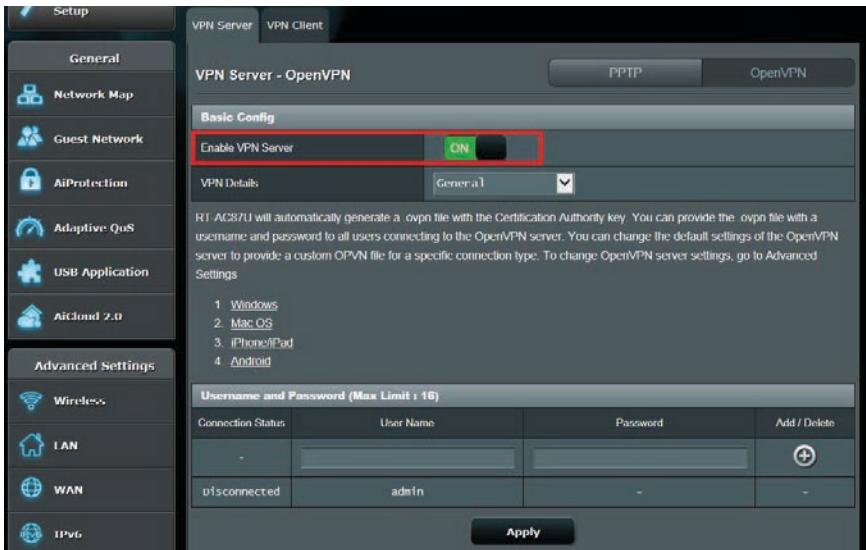 Setup
General
Network Map
Guest Network
AiProtection
Adaptive QoS
USB Application
AiCloud 2.0
Advanced Settings
Wireless
LAN
WAN
IPv6
VPN Server VPN Client
VPN Server - OpenVPN PPTP OpenVPN
Basic Config
Enable VPN Server ON
VPN Details General
RT-AC87U will automatically generate a .ovpn file with the Certification Authority key. You can provide the .ovpn file with a
username and password to all users connecting to the OpenVPN server. You can change the default settings of the OpenVPN
server to provide a custom OPVN file for a specific connection type. To change OpenVPN server settings, go to Advanced
Settings
1. Windows
2. Mac OS
3. iPhone/iPad
4. Android
Username and Password (Max Limit : 16)
Connection Status User Name Password Add / Delete
- 
Disconnected admin - -
Apply